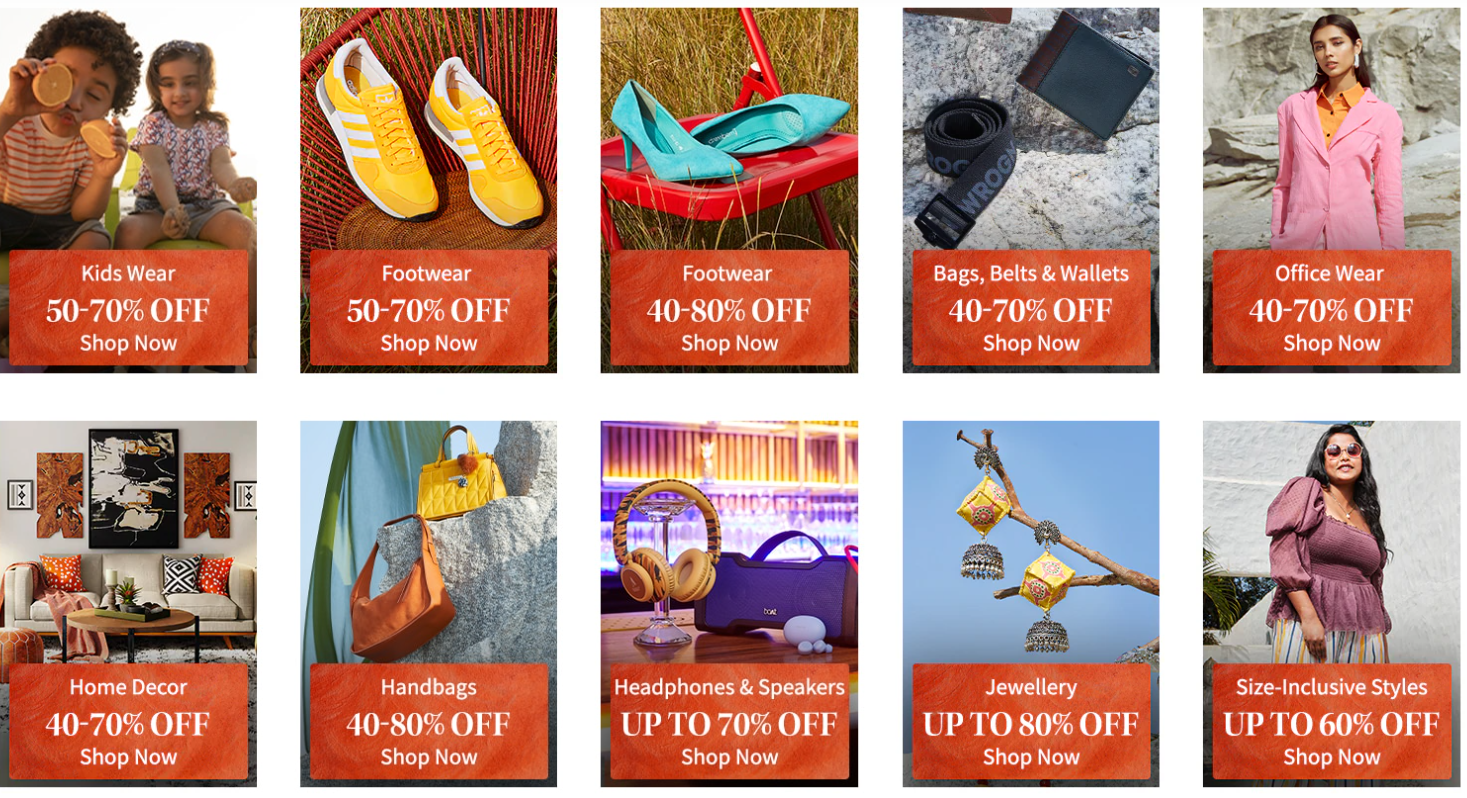 Kids Wear
50-70% OFF
Shop Now
Footwear
50-70% OFF
Shop Now
Footwear
40-80% OFF
Shop Now
WROGN
Bags, Belts & Wallets
40-70% OFF
Shop Now
Office Wear
40-70% OFF
Shop Now
Home Decor
40-70% OFF
Shop Now
Handbags
40-80% OFF
Shop Now
boAt
Headphones & Speakers
UP TO 70% OFF
Shop Now
Jewellery
UP TO 80% OFF
Shop Now
Size-Inclusive Styles
UP TO 60% OFF
Shop Now